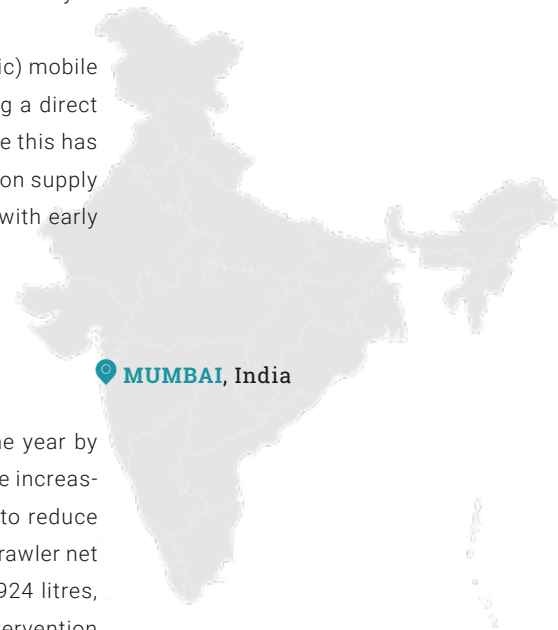 ic) mobile
g a direct
e this has
on supply
with early
MUMBAI, India
ne year by
e increas-
to reduce
rawler net
924 litres,